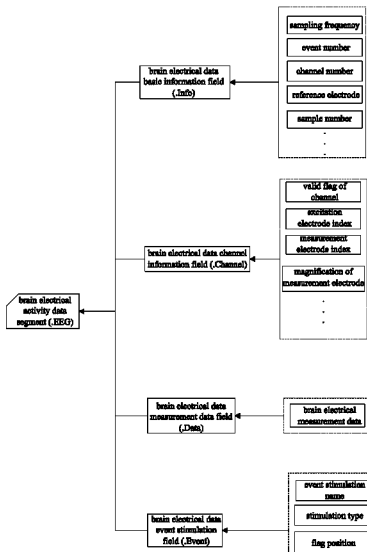 sampling frequency
event number
channel number
reference electrode
sample number
brain electrical data
basic information field
(.Info)
valid flag of
channel
excitation
electrode index
measurement
electrode index
magnification of
measurement electrode
brain electrical data channel
information field (.Channel)
brain electrical
activity data
segment (.EEG)
brain electrical data
measurement data field
(.Data)
brain electrical
measurement data
event stimulation
name
stimulation type
flag position
brain electrical data
event stimulation
field (.Event)